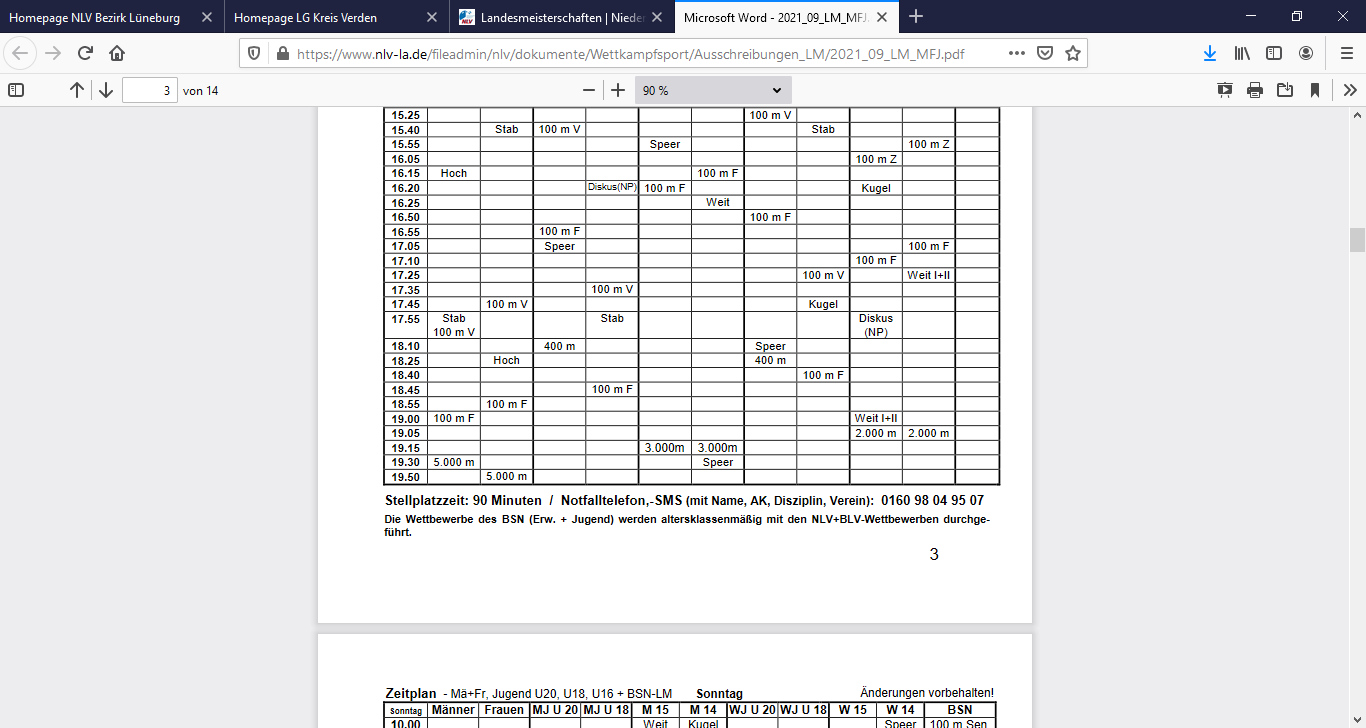 Homepage NLV Bezirk Lüneburg Homepage LG Kreis Verden Landesmeisterschaften | Niede Microsoft Word - 2021_09_LM_MFJ.
https://www.nlv-la.de/fileadmin/nlv/dokumente/Wettkampfsport/Ausschreibungen_LM/2021_09_LM_MFJ.pdf
3 von 14 90 %
15.25 100 m V
15.40 Stab 100 m V Stab
15.55 Speer 100 m Z
16.05 100 m Z
16.15 Hoch 100 m F
16.20 Diskus(NP) 100 m F Kugel
16.25 Weit
16.50 100 m F
16.55 100 m F
17.05 Speer 100 m F
17.10 100 m F
17.25 100 m V Weit I+II
17.35 100 m V
17.45 100 m V Kugel
17.55 Stab Stab Diskus
100 m V (NP)
18.10 400 m Speer
18.25 Hoch 400 m
18.40 100 m F
18.45 100 m F
18.55 100 m F
19.00 100 m F Weit I+II
19.05 2.000 m 2.000 m
19.15 3.000m 3.000m
19.30 5.000 m Speer
19.50 5.000 m
Stellplatzzeit: 90 Minuten / Notfalltelefon,-SMS (mit Name, AK, Disziplin, Verein): 0160 98 04 95 07
Die Wettbewerbe des BSN (Erw. + Jugend) werden altersklassenmäßig mit den NLV+BLV-Wettbewerben durchge-
führt.
3
Zeitplan - Mä+Fr, Jugend U20, U18, U16 + BSN-LM Sonntag Änderungen vorbehalten!
Sonntag Männer Frauen MJ U 20 MJ U 18 M 15 M 14 WJ U 20 WJ U 18 W 15 W 14 BSN
10.00 Weit Kugel Speer 100 m Sen